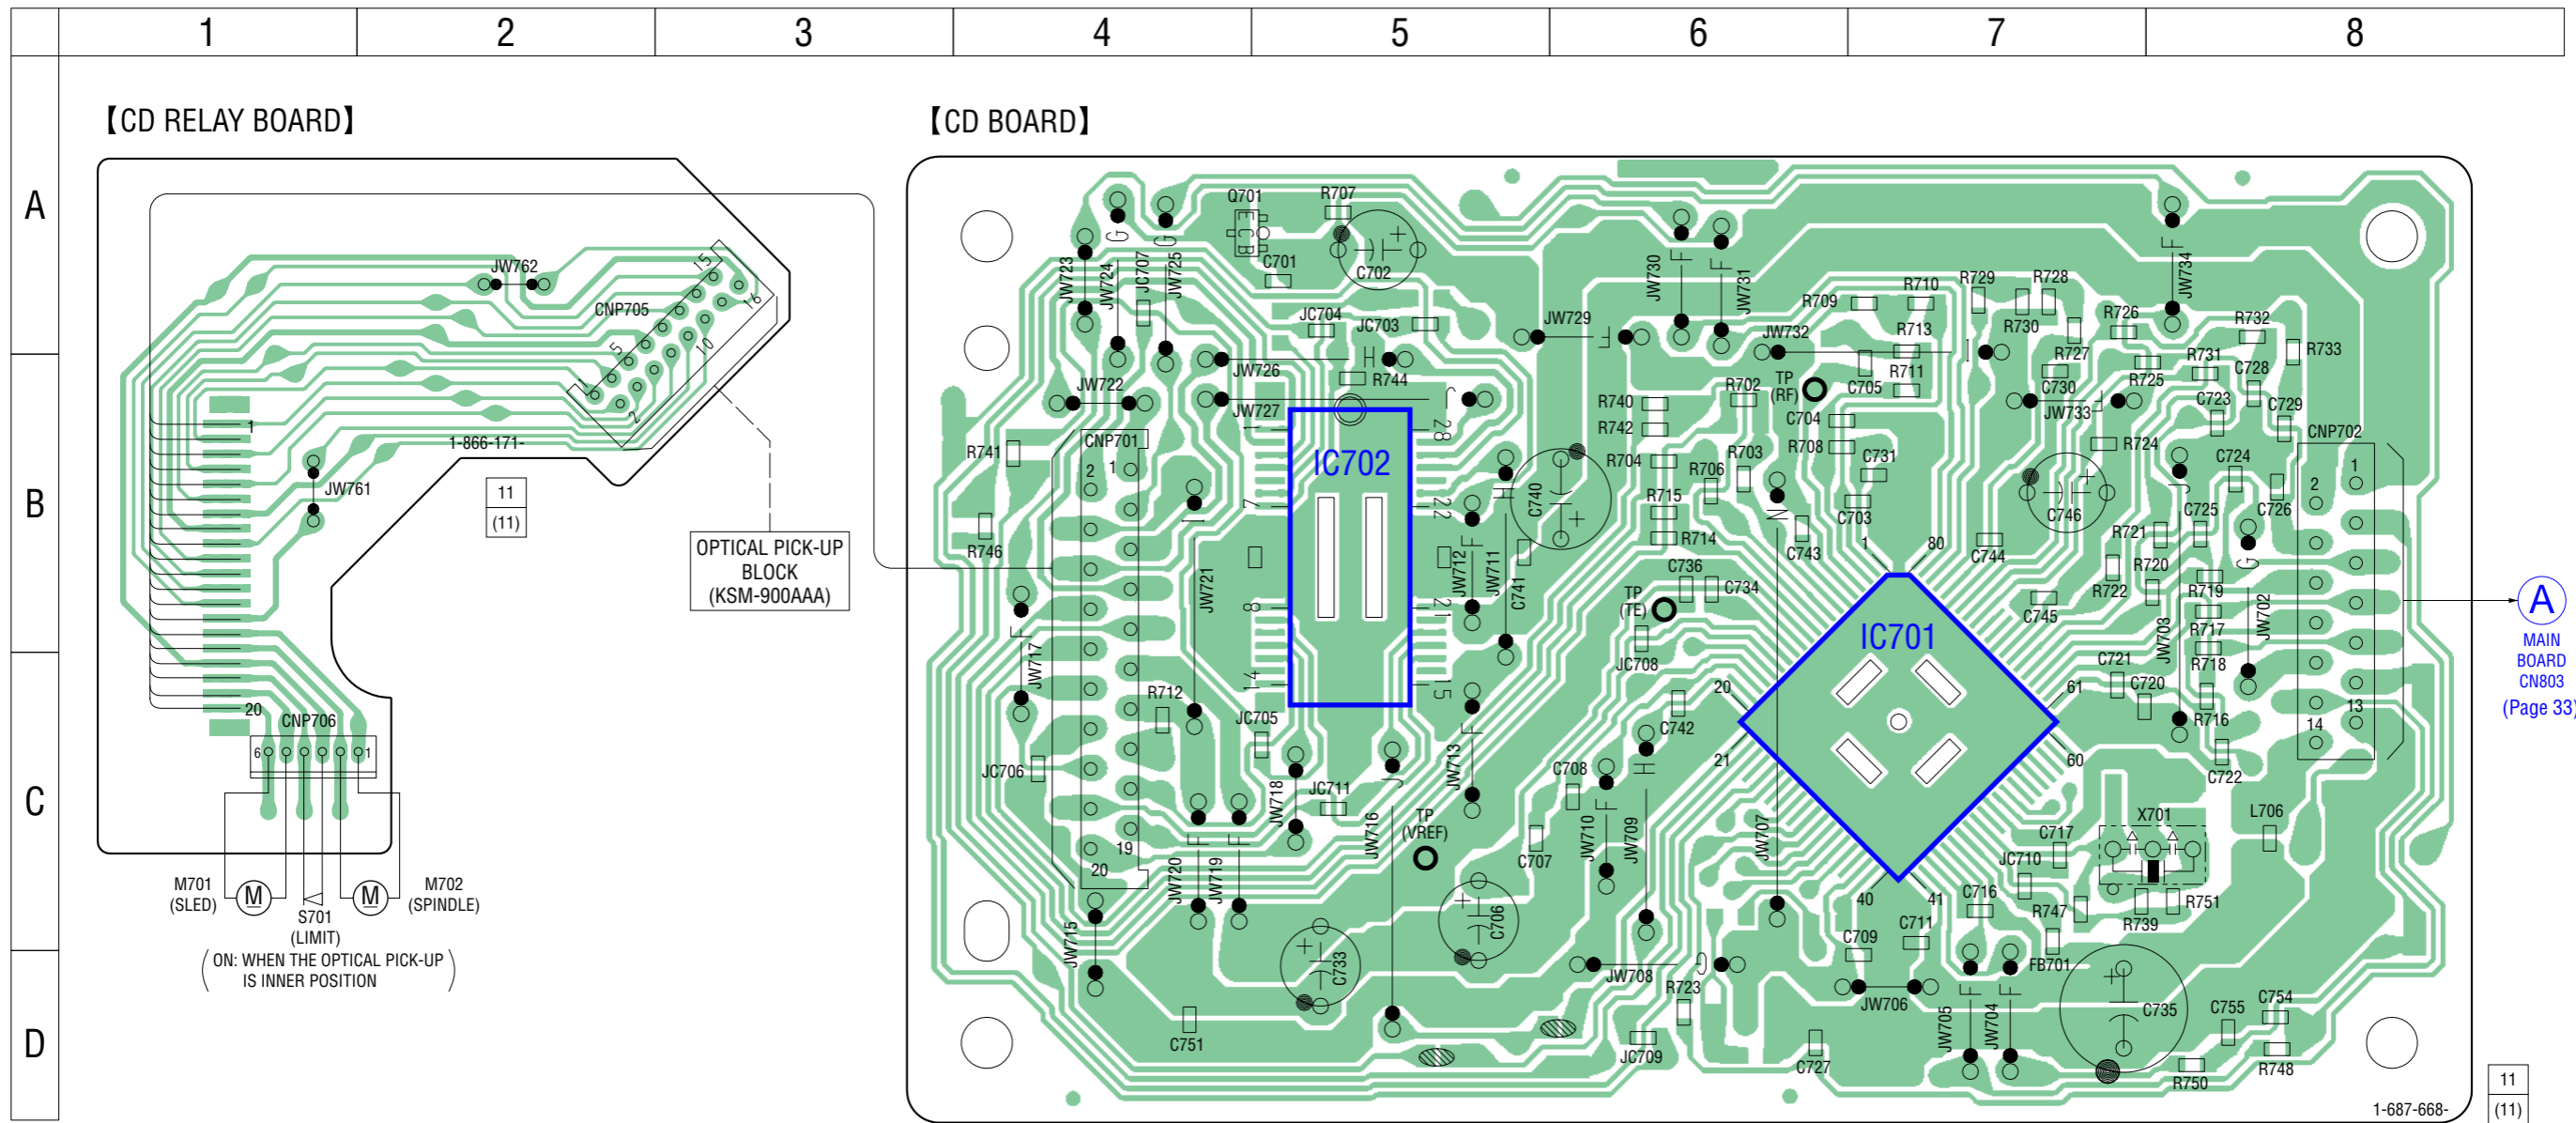 1 2 3 4 5 6 7 8
A
B
C
D
【CD RELAY BOARD】
JW762
CNP705
15
16
5
10
1
2
1
1-866-171-
JW761
11
(11)
20
CNP706
6 1
M701
(SLED)
M
S701
(LIMIT)
M
M702
(SPINDLE)
(ON: WHEN THE OPTICAL PICK-UP
IS INNER POSITION)
OPTICAL PICK-UP
BLOCK
(KSM-900AAA)
【CD BOARD】
Q701
E
C
B
R707
C701
C702
JW723
G
JW724
JC707
G
JW725
JC704
JC703
JW729
F
JW730
F
JW731
F
JW732
I
R709
R710
R729
R728
R730
R713
R726
R727
JW734
F
R732
R733
R731
C728
R725
JW726
H
R744
JW727
J
JW722
R740
R742
R702
TP
(RF)
C705
R711
C704
R708
C730
JW733
F
C723
C729
R724
R741
CNP701
2 1
1
28
IC702
R704
R706
R703
C731
C703
C740
H
R715
R714
N
C743
C746
C744
1
80
C724
J
C725
C726
R721
CNP702
1
2
G
R746
I
7
22
F
JW721
JW712
JW711
C741
C736
C734
TP
(TE)
JC708
8
21
IC701
R722
R720
R719
C745
R717
R718
JW703
JW702
A
MAIN
BOARD
CN803
(Page 33)
F
JW717
14
15
R712
JC705
F
JW713
20
C742
21
61
60
C721
C720
R716
14
13
C722
JC706
JW718
JC711
J
JW716
TP
(VREF)
C708
F
JW710
H
JW709
JW707
C707
X701
L706
C717
JC710
19
20
F
JW720
F
JW719
C706
40
41
C716
R747
R739
R751
JW715
C733
C709
C711
FB701
JW708
G
R723
JW706
F
JW705
F
JW704
C735
C755
C754
C751
JC709
C727
R750
R748
1-687-668-
11
(11)